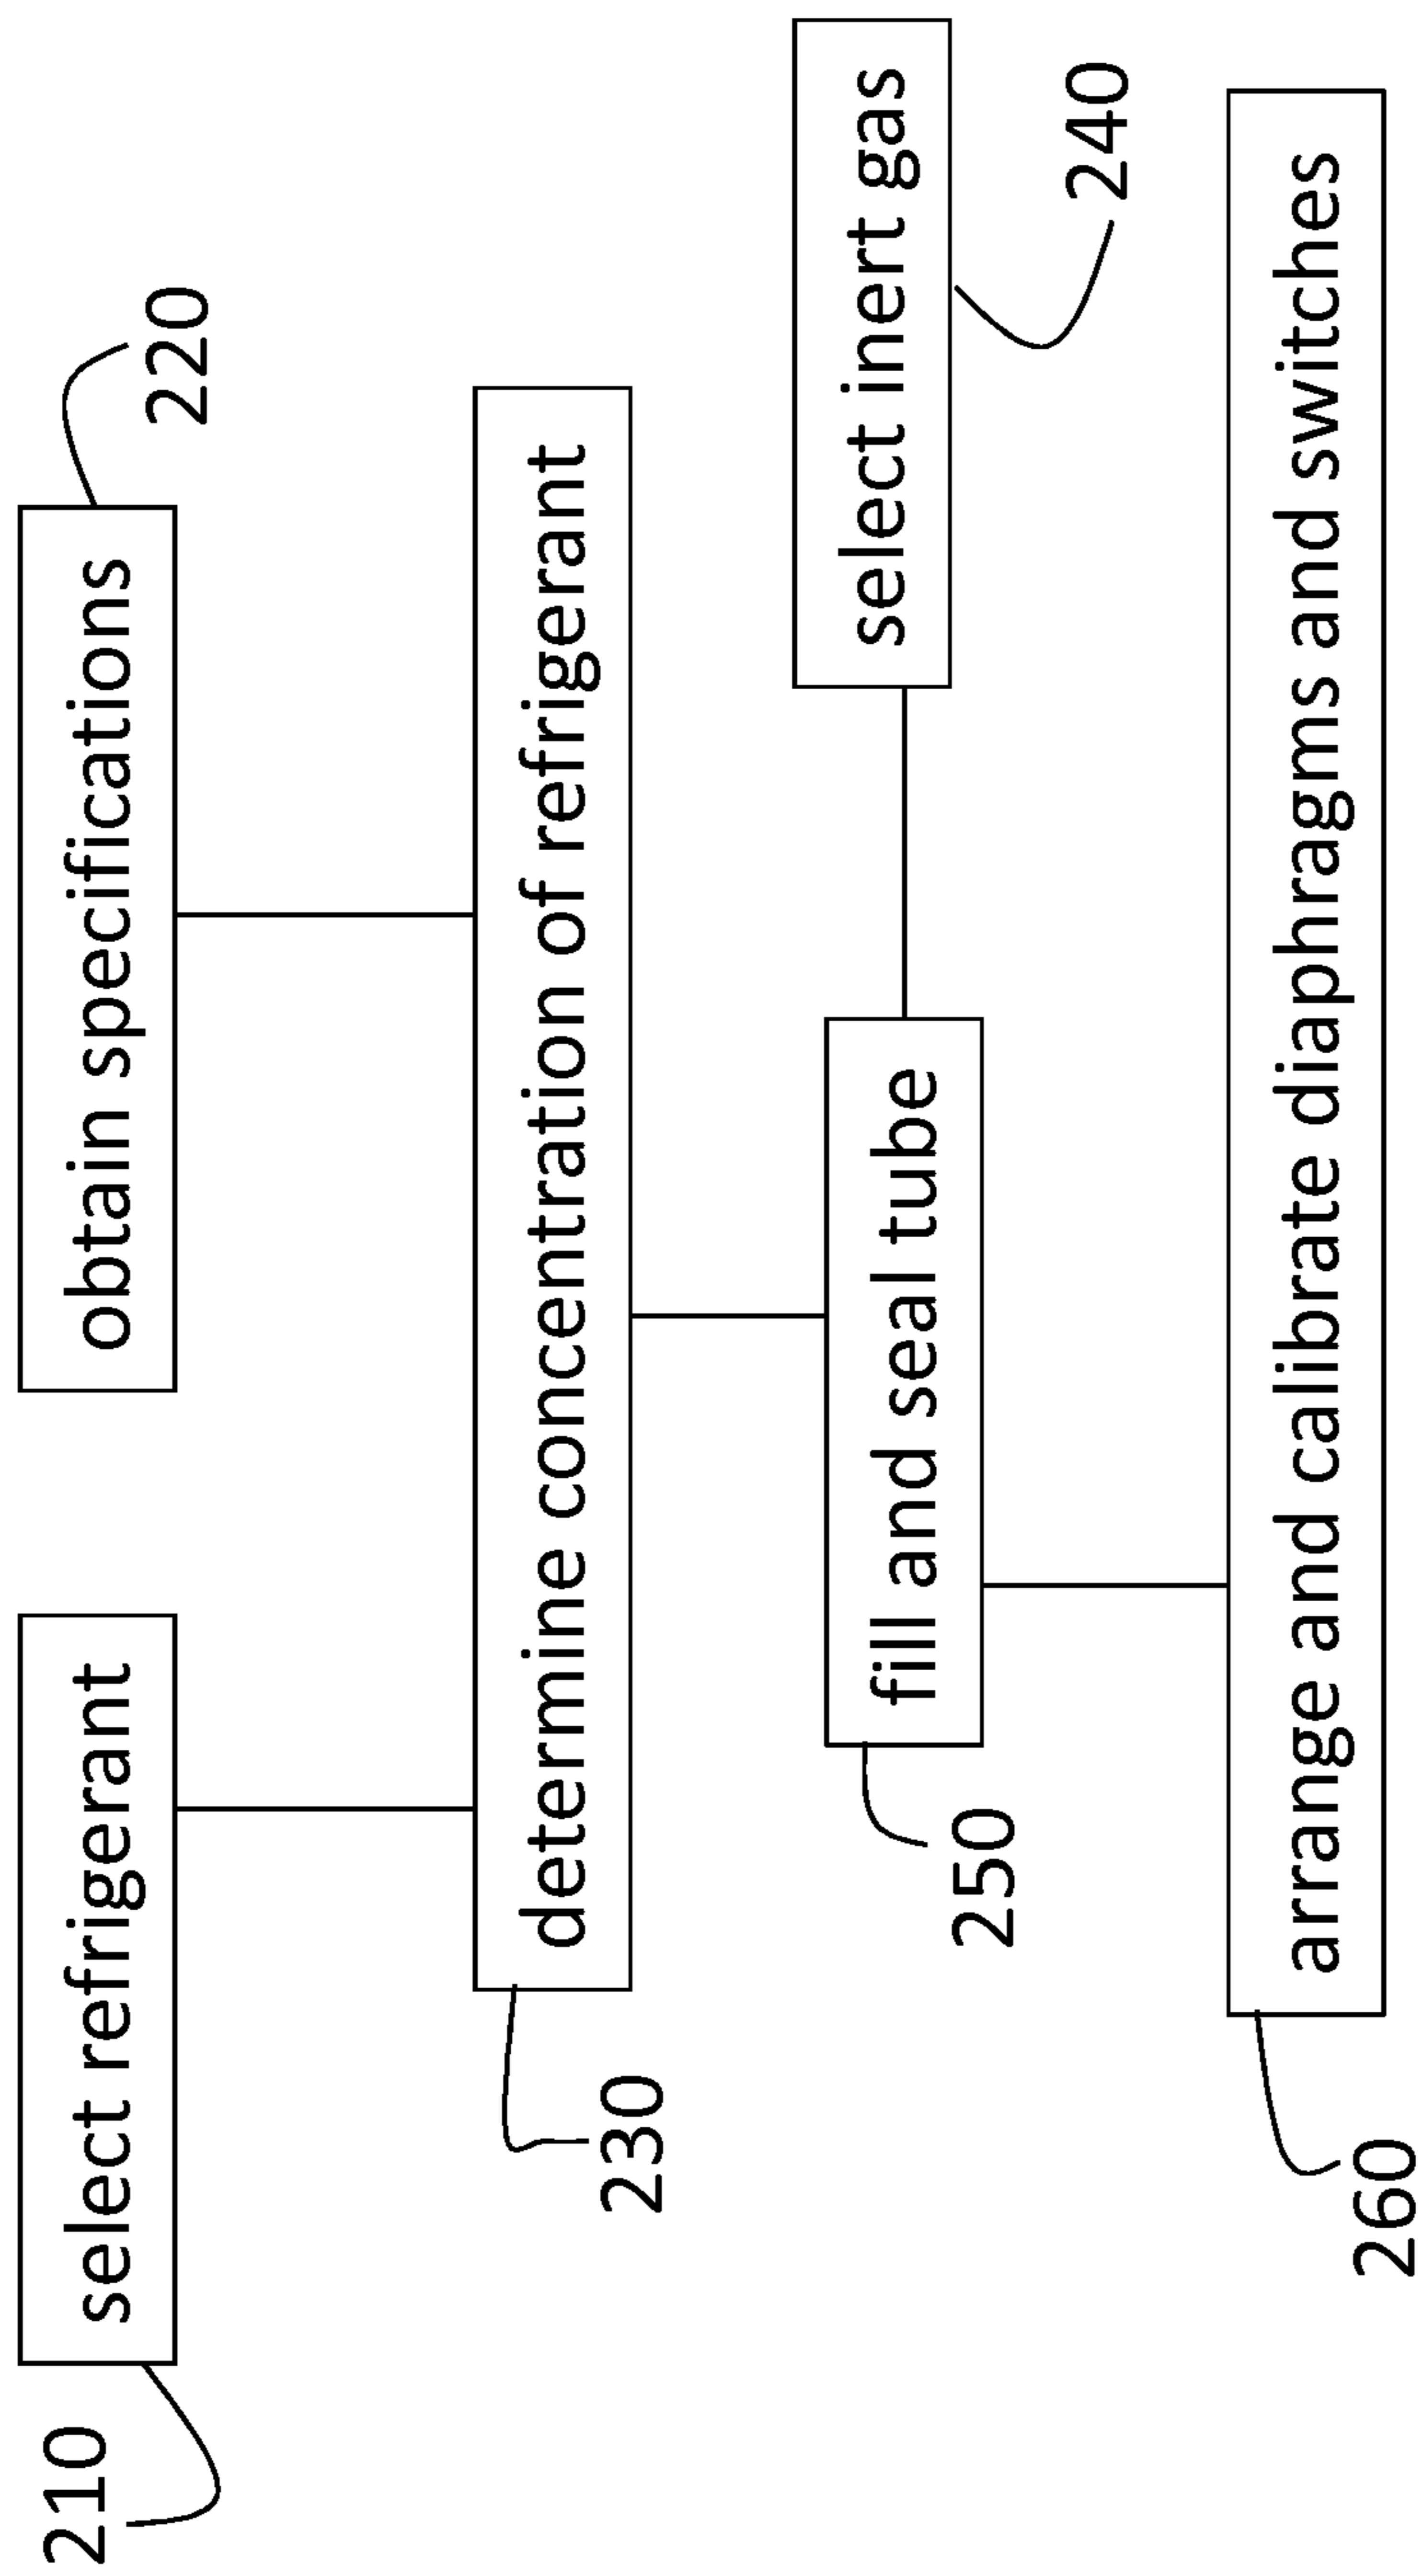 210
select refrigerant
obtain specifications
220
230
determine concentration of refrigerant
250
fill and seal tube
select inert gas
240
260
arrange and calibrate diaphragms and switches